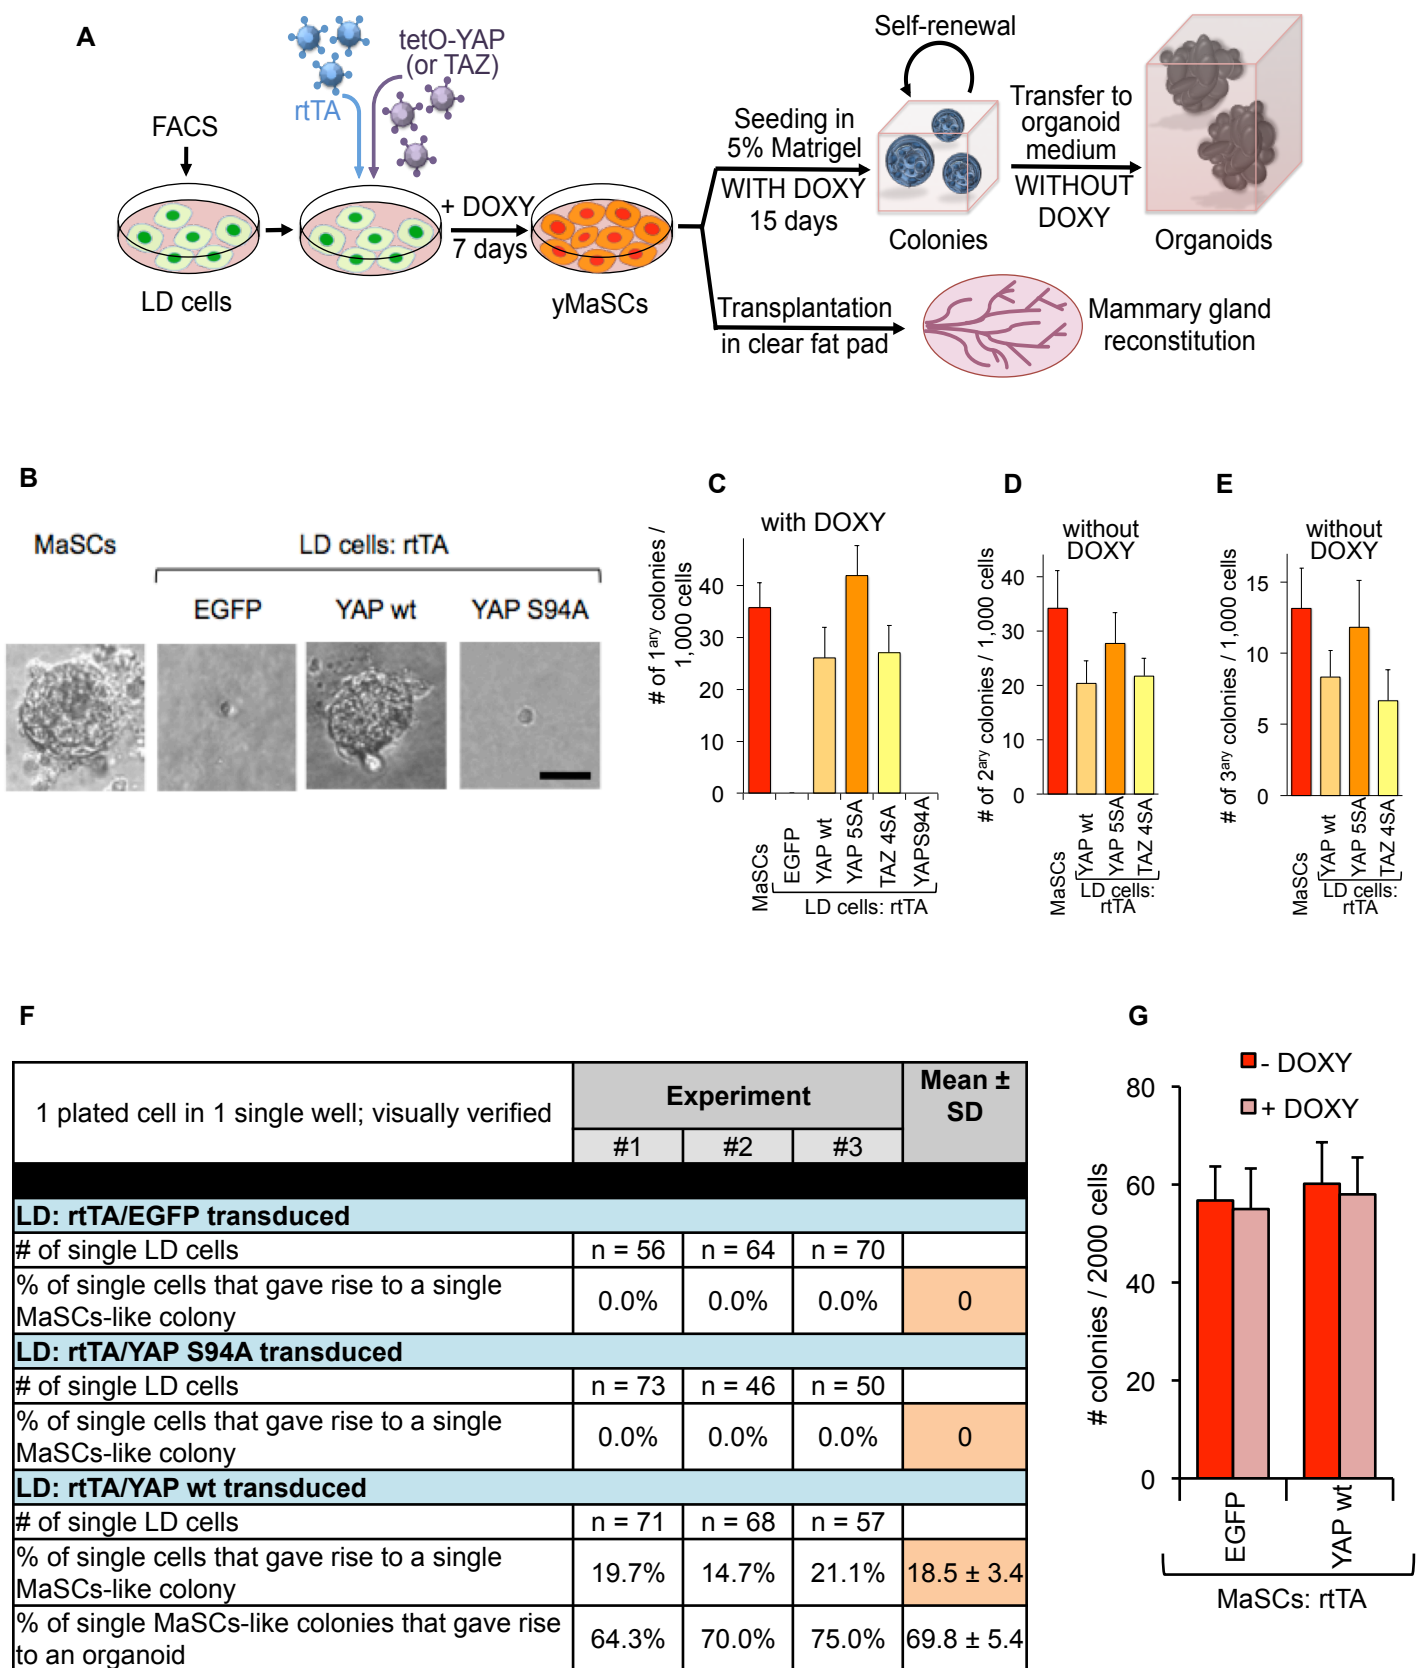 A
tetO-YAP
(or TAZ)
rtTA
FACS
+ DOXY
7 days
LD cells
yMaSCs
Seeding in
5% Matrigel
WITH DOXY
15 days
Self-renewal
Colonies
Transfer to
organoid
medium
WITHOUT
DOXY
Organoids
Transplantation
in clear fat pad
Mammary gland
reconstitution
B
MaSCs
LD cells: rtTA
EGFP YAP wt YAP S94A
C
with DOXY
# of 1ary colonies /
1,000 cells
40
30
20
10
0
MaSCs
EGFP
YAP wt
YAP 5SA
TAZ 4SA
YAPS94A
LD cells: rtTA
D
without
DOXY
# of 2ary colonies / 1,000 cells
40
30
20
10
0
MaSCs
YAP wt
YAP 5SA
TAZ 4SA
LD cells:
rtTA
E
without
DOXY
# of 3ary colonies / 1,000 cells
15
10
5
0
MaSCs
YAP wt
YAP 5SA
TAZ 4SA
LD cells:
rtTA
F
1 plated cell in 1 single well; visually verified
Experiment
Mean ±
SD
#1 #2 #3
LD: rtTA/EGFP transduced
# of single LD cells n = 56 n = 64 n = 70
% of single cells that gave rise to a single
MaSCs-like colony
0.0% 0.0% 0.0% 0
LD: rtTA/YAP S94A transduced
# of single LD cells n = 73 n = 46 n = 50
% of single cells that gave rise to a single
MaSCs-like colony
0.0% 0.0% 0.0% 0
LD: rtTA/YAP wt transduced
# of single LD cells n = 71 n = 68 n = 57
% of single cells that gave rise to a single
MaSCs-like colony
19.7% 14.7% 21.1% 18.5 ± 3.4
% of single MaSCs-like colonies that gave rise
to an organoid
64.3% 70.0% 75.0% 69.8 ± 5.4
G
- DOXY
+ DOXY
# colonies / 2000 cells
80
60
40
20
0
EGFP
YAP wt
MaSCs: rtTA